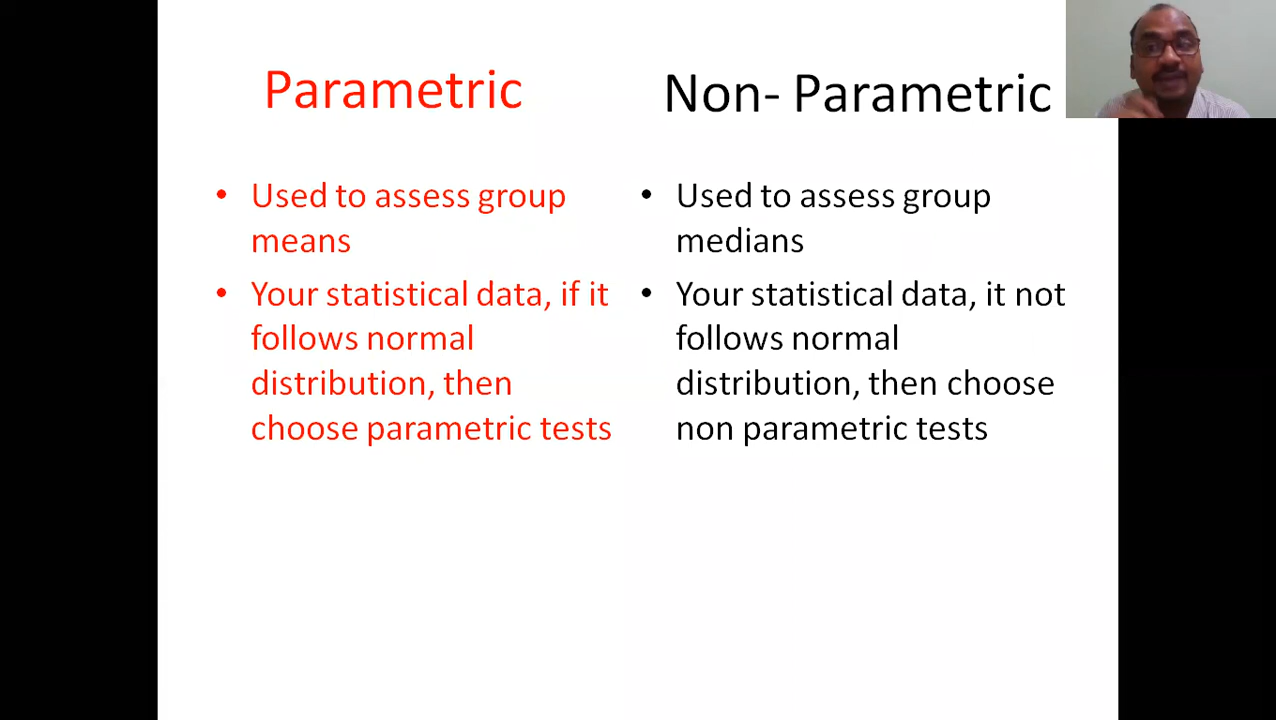 Parametric
• Used to assess group
means
• Your statistical data, if it
follows normal
distribution, then
choose parametric tests
Non- Parametric
• Used to assess group
medians
• Your statistical data, it not
follows normal
distribution, then choose
non parametric tests